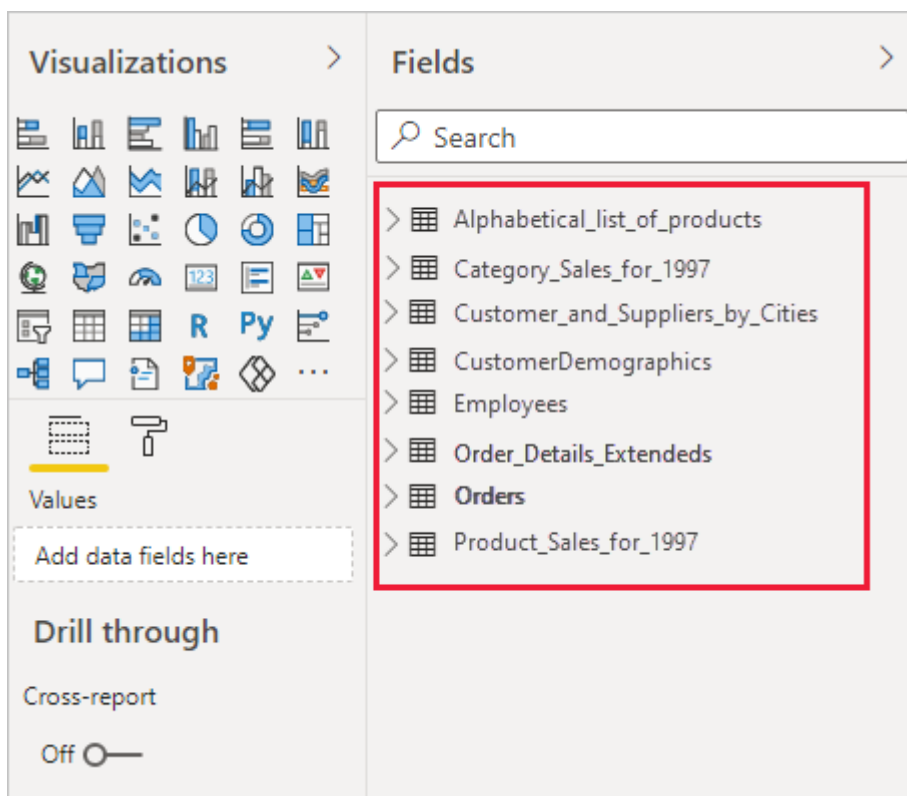 Visualizations
Fields
Search
123
R Py
Alphabetical_list_of_products
Category_Sales_for_1997
Customer_and_Suppliers_by_Cities
CustomerDemographics
Employees
Order_Details_Extendeds
Orders
Product_Sales_for_1997
Values
Add data fields here
Drill through
Cross-report
Off